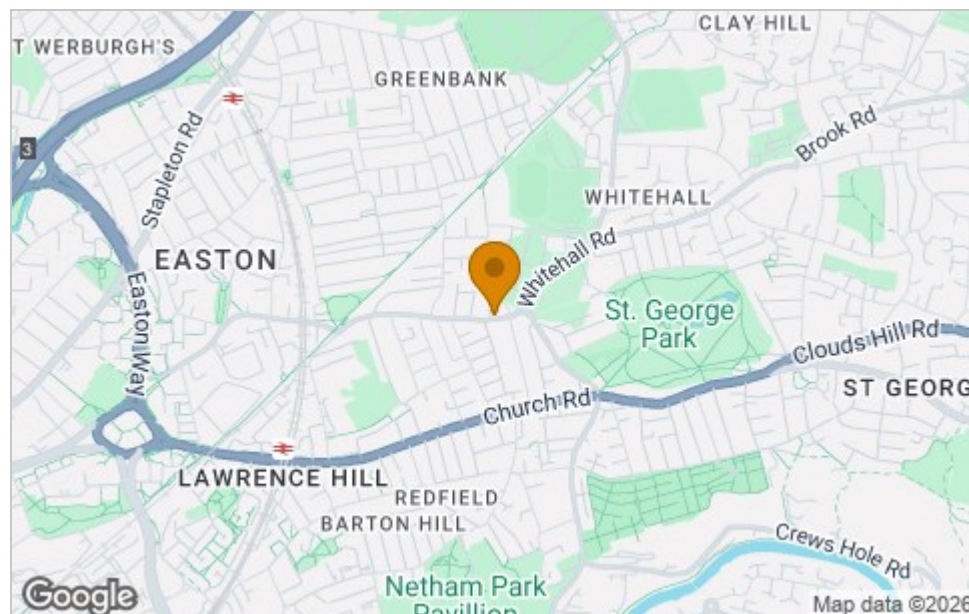 CLAY HILL
T WERBURGH'S
GREENBANK
Brook Rd
3
Stapleton Rd
WHITEHALL
Whitehall Rd
EASTON
Easton Way
St. George
Park
Clouds Hill Rd
ST GEORG
Church Rd
LAWRENCE HILL
REDFIELD
BARTON HILL
Crews Hole Rd
Netham Park
Pavillion
Google
Map data ©2026